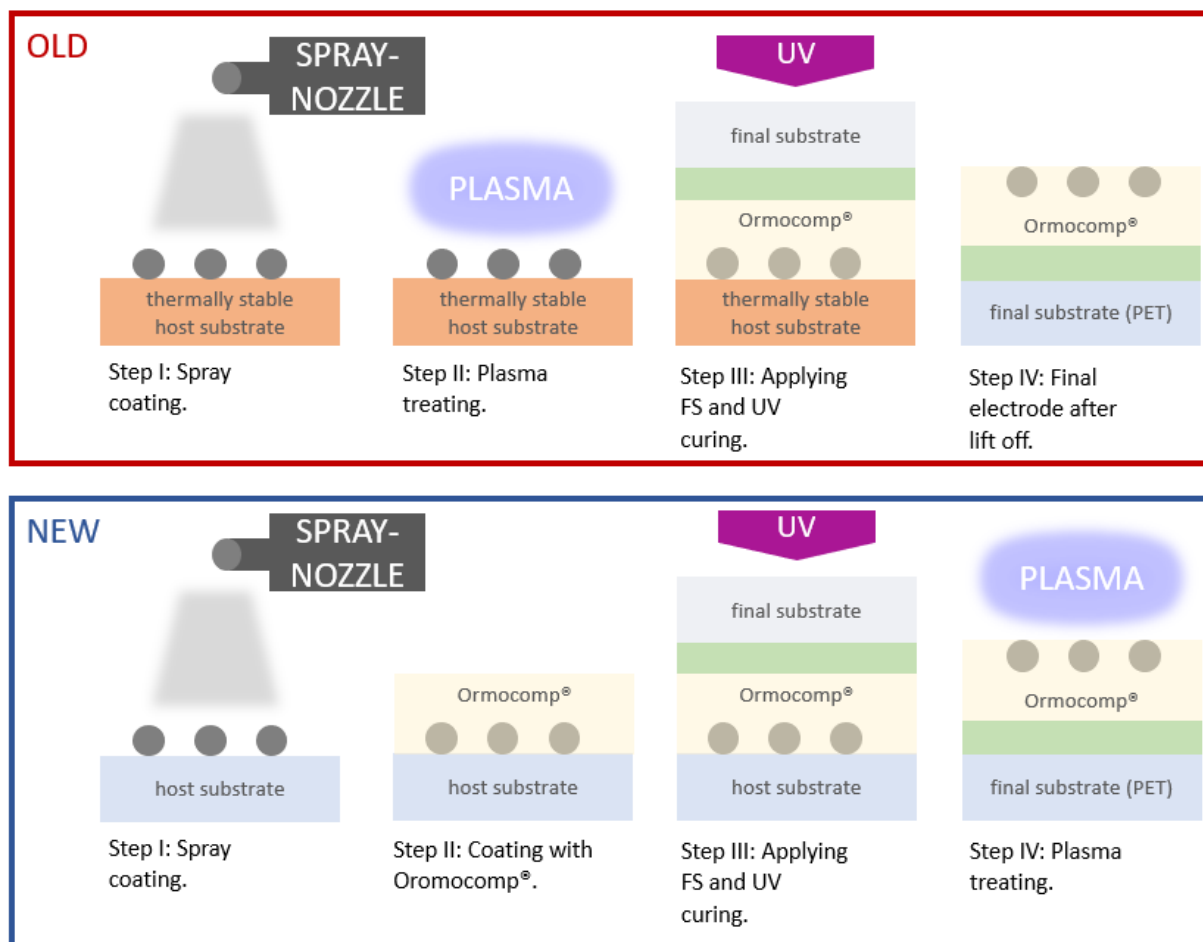 OLD
SPRAY-
NOZZLE
thermally stable
host substrate
Step I: Spray
coating.
PLASMA
thermally stable
host substrate
Step II: Plasma
treating.
UV
final substrate
Ormocomp®
thermally stable
host substrate
Step III: Applying
FS and UV
curing.
Ormocomp®
final substrate (PET)
Step IV: Final
electrode after
lift off.
NEW
SPRAY-
NOZZLE
host substrate
Step I: Spray
coating.
Ormocomp®
host substrate
Step II: Coating with
Oromocomp®.
UV
final substrate
Ormocomp®
host substrate
Step III: Applying
FS and UV
curing.
PLASMA
Ormocomp®
final substrate (PET)
Step IV: Plasma
treating.